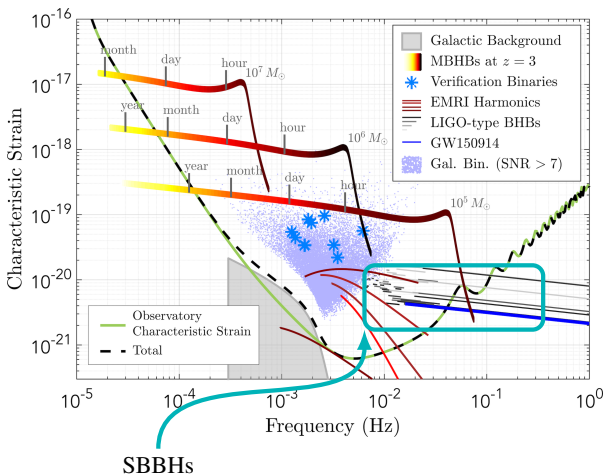 10^-16
10^-17
10^-18
10^-19
10^-20
10^-21
Characteristic Strain
month
day
hour
10^7 M_⊙
year
month
day
hour
10^6 M_⊙
year
month
day
hour
10^5 M_⊙
Galactic Background
MBHBs at z = 3
Verification Binaries
EMRI Harmonics
LIGO-type BHBs
GW150914
Gal. Bin. (SNR > 7)
Observatory
Characteristic Strain
Total
10^-5
10^-4
10^-3
10^-2
10^-1
10^0
Frequency (Hz)
SBBHs